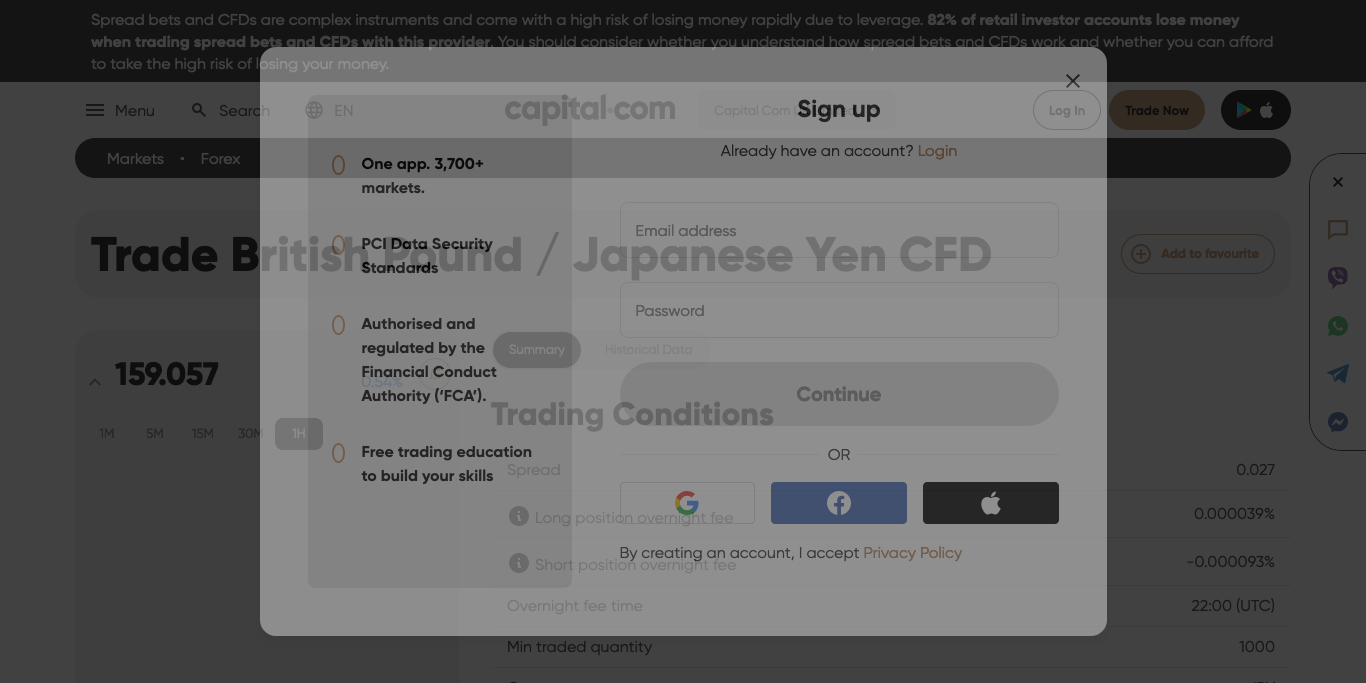 Spread bets and CFDs are complex instruments and come with a high risk of losing money rapidly due to leverage. 82% of retail investor accounts lose money
when trading spread bets and CFDs with this provider. You should consider whether you understand how spread bets and CFDs work and whether you can afford
to take the high risk of losing your money.
Menu
Search
EN
capital.com
Capital Com
Log In
Trade Now
Markets • Forex
Trade British Pound / Japanese Yen CFD
Add to favourite
159.057
0.54%
1M 5M 15M 30M 1H
Summary
Historical Data
Trading Conditions
Spread
0.027
Long position overnight fee
0.000039%
Short position overnight fee
-0.000093%
Overnight fee time
22:00 (UTC)
Min traded quantity
1000
One app. 3,700+
markets.
PCI Data Security
Standards
Authorised and
regulated by the
Financial Conduct
Authority (‘FCA’).
Free trading education
to build your skills
Sign up
Already have an account? Login
Email address
Password
Continue
OR
By creating an account, I accept Privacy Policy